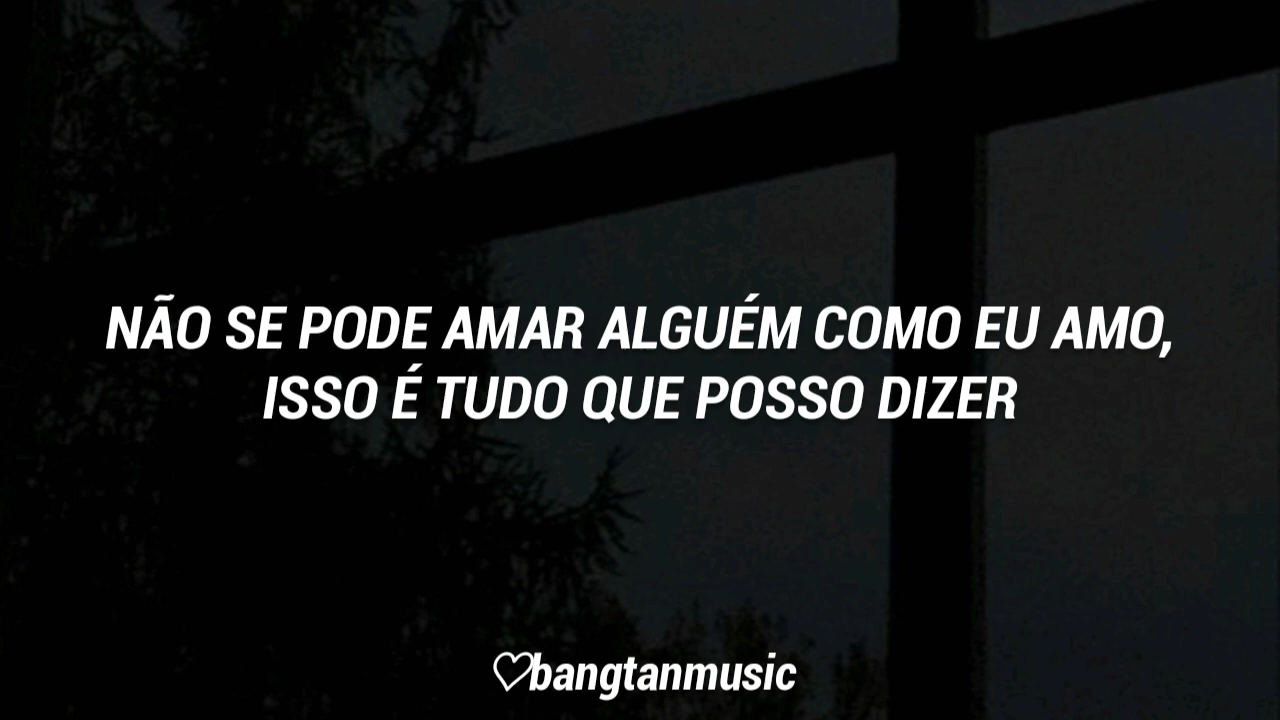 NÃO SE PODE AMAR ALGUÉM COMO EU AMO,
ISSO É TUDO QUE POSSO DIZER
♡bangtanmusic